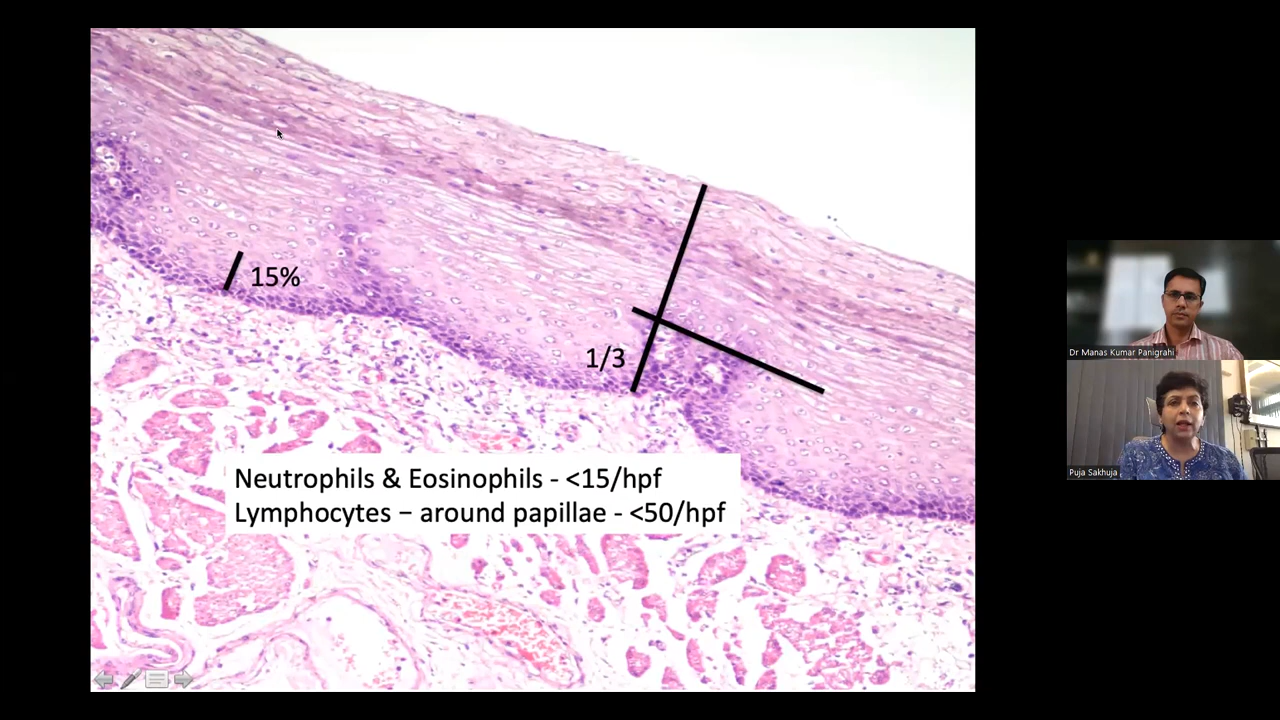 15%
1/3
Neutrophils & Eosinophils - <15/hpf
Lymphocytes – around papillae - <50/hpf
Dr Manas Kumar Panigrahi
Puja Sakhuja